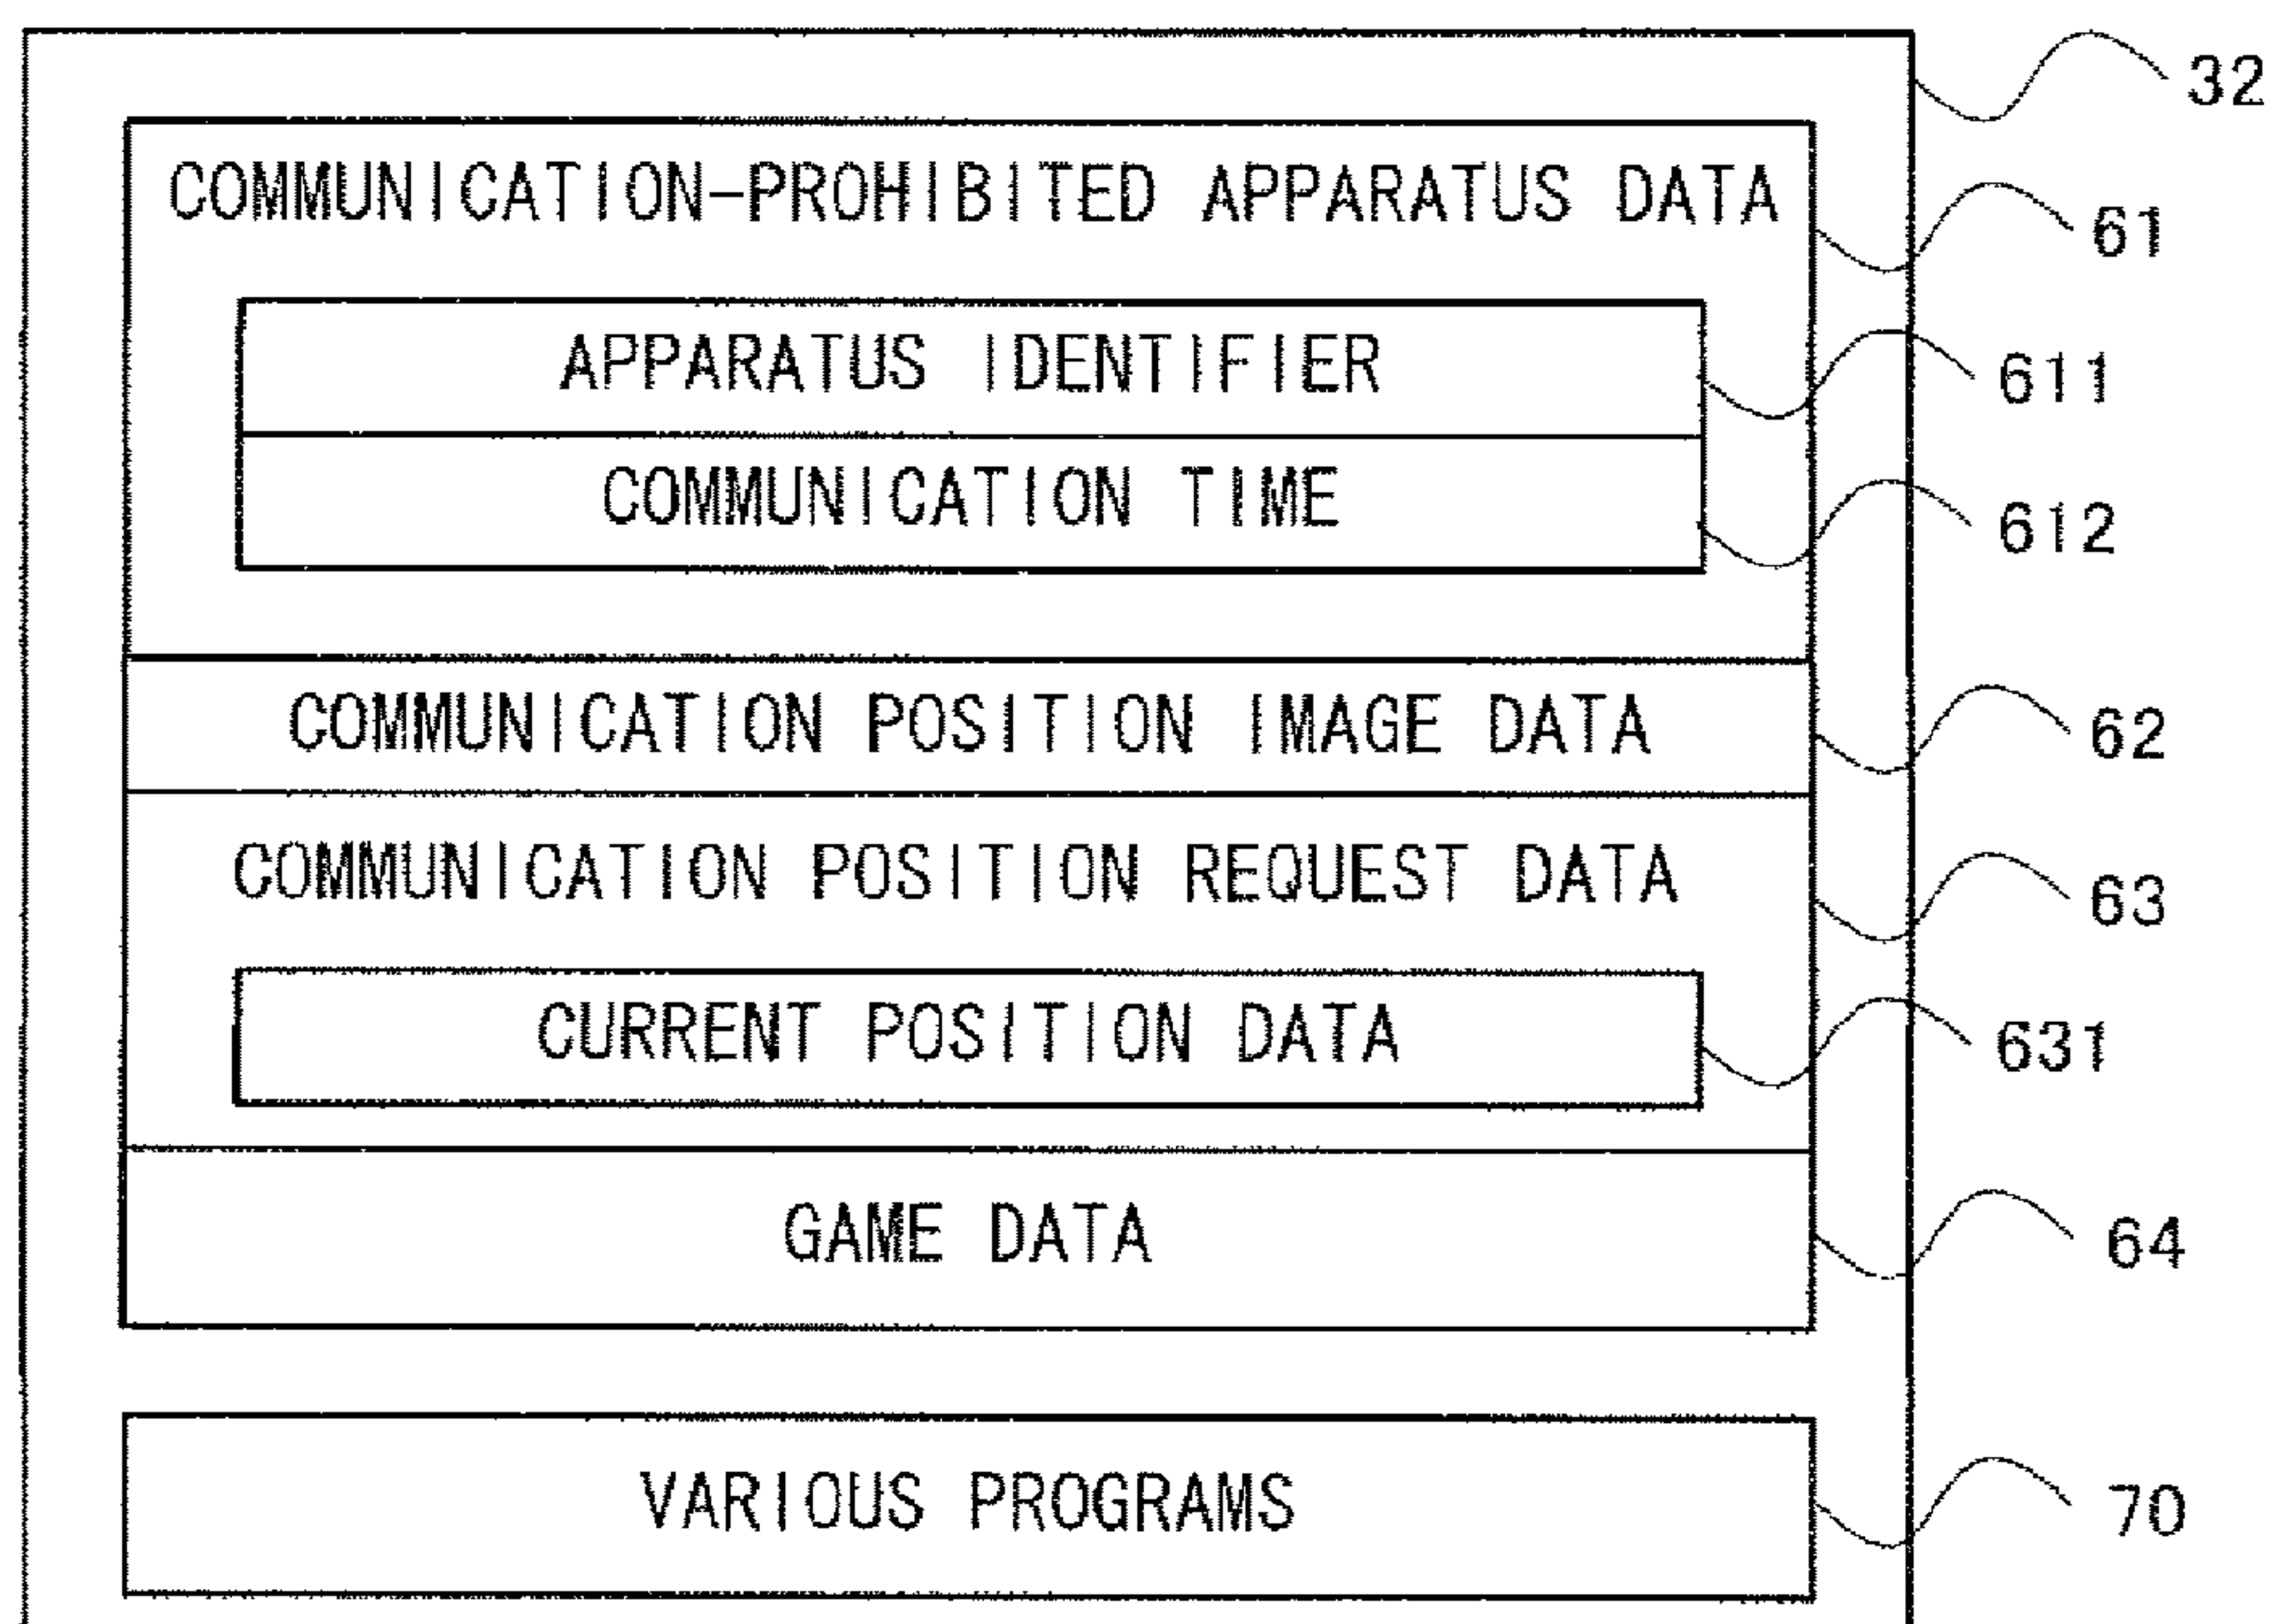 32
COMMUNICATION-PROHIBITED APPARATUS DATA
61
APPARATUS IDENTIFIER
611
COMMUNICATION TIME
612
COMMUNICATION POSITION IMAGE DATA
62
COMMUNICATION POSITION REQUEST DATA
63
CURRENT POSITION DATA
631
GAME DATA
64
VARIOUS PROGRAMS
70